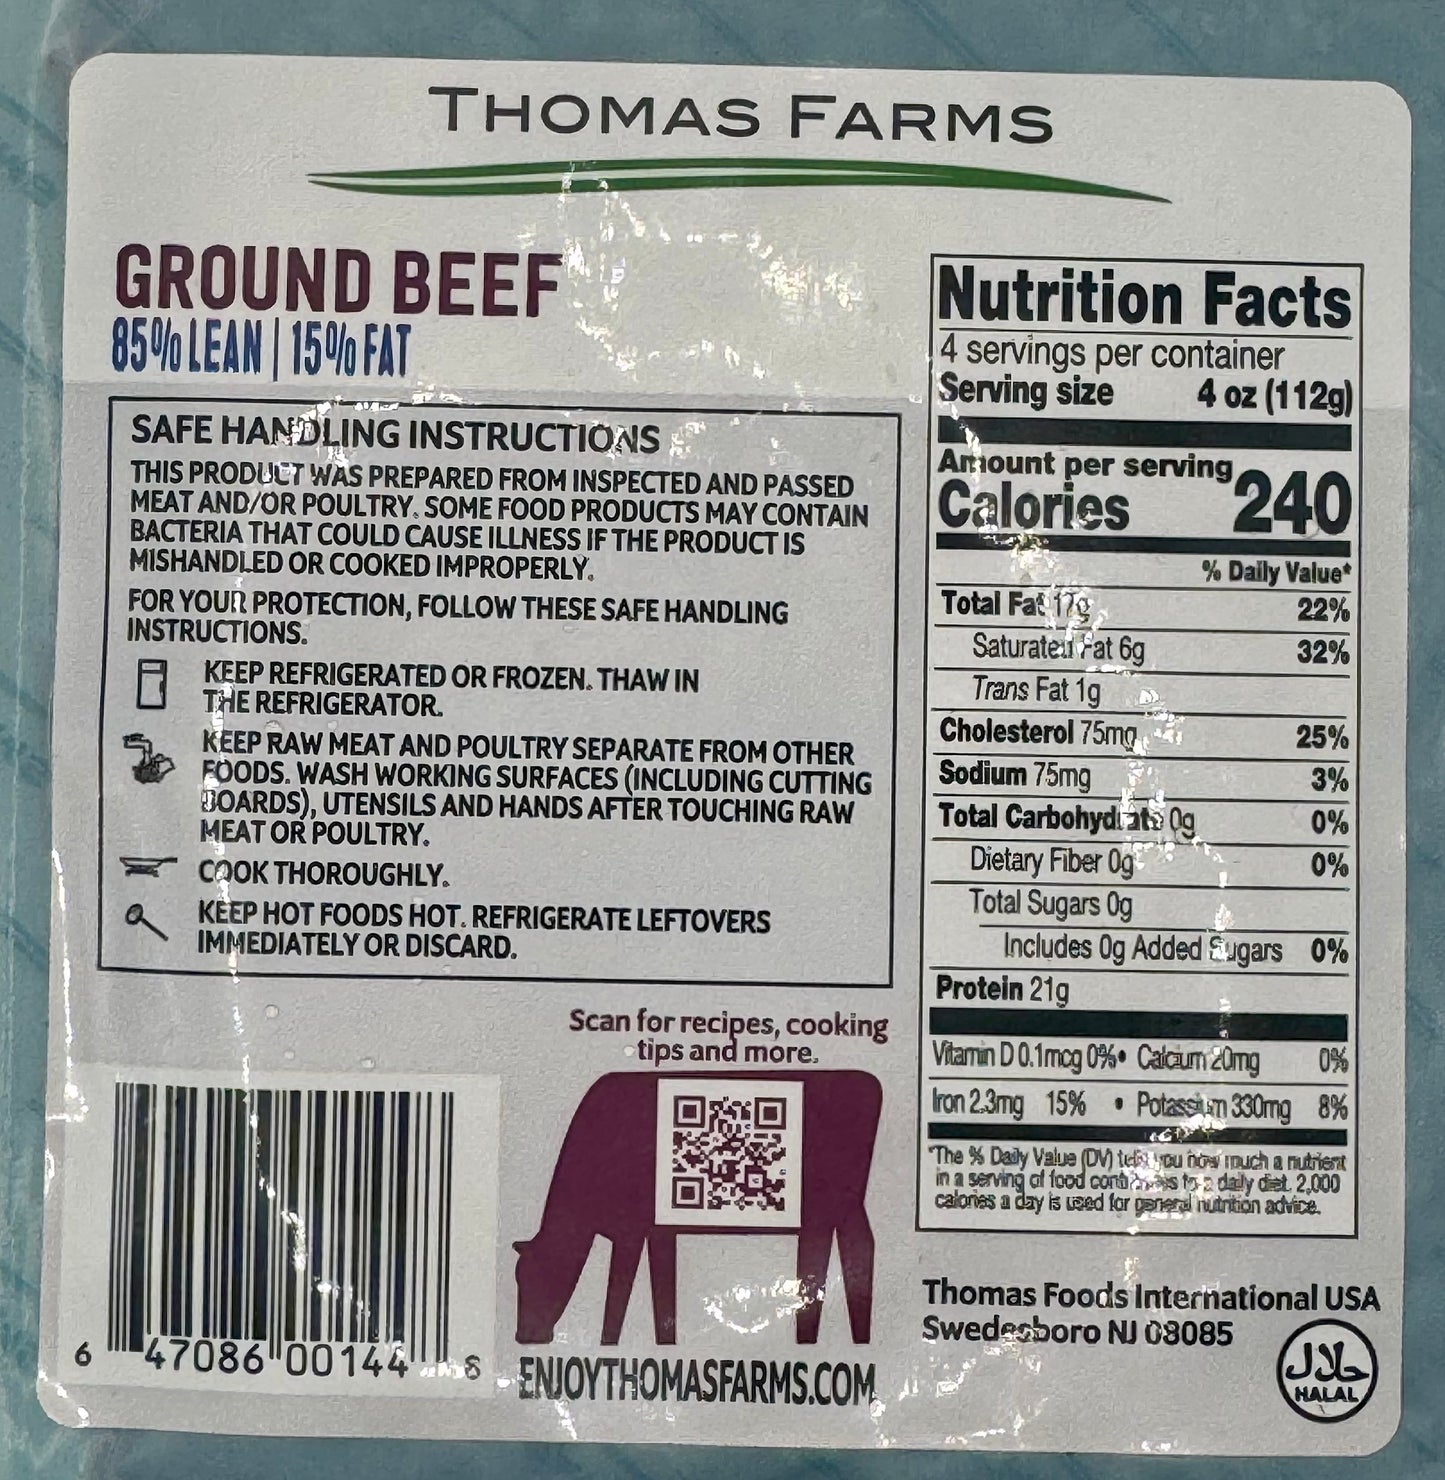 THOMAS FARMS
GROUND BEEF
85% LEAN | 15% FAT
SAFE HANDLING INSTRUCTIONS
THIS PRODUCT WAS PREPARED FROM INSPECTED AND PASSED
MEAT AND/OR POULTRY. SOME FOOD PRODUCTS MAY CONTAIN
BACTERIA THAT COULD CAUSE ILLNESS IF THE PRODUCT IS
MISHANDLED OR COOKED IMPROPERLY.
FOR YOUR PROTECTION, FOLLOW THESE SAFE HANDLING
INSTRUCTIONS.
KEEP REFRIGERATED OR FROZEN. THAW IN
THE REFRIGERATOR.
KEEP RAW MEAT AND POULTRY SEPARATE FROM OTHER
FOODS. WASH WORKING SURFACES (INCLUDING CUTTING
BOARDS), UTENSILS AND HANDS AFTER TOUCHING RAW
MEAT OR POULTRY.
COOK THOROUGHLY.
KEEP HOT FOODS HOT. REFRIGERATE LEFTOVERS
IMMEDIATELY OR DISCARD.
Scan for recipes, cooking
tips and more.
ENJOYTHOMASFARMS.COM
6 47086 00144 8
Nutrition Facts
4 servings per container
Serving size 4 oz (112g)
Amount per serving
Calories 240
% Daily Value*
Total Fat 17g 22%
Saturated Fat 6g 32%
Trans Fat 1g
Cholesterol 75mg 25%
Sodium 75mg 3%
Total Carbohydrate 0g 0%
Dietary Fiber 0g 0%
Total Sugars 0g
Includes 0g Added Sugars 0%
Protein 21g
Vitamin D 0.1mcg 0% • Calcium 20mg 0%
Iron 2.3mg 15% • Potassium 330mg 8%
*The % Daily Value (DV) tells you how much a nutrient
in a serving of food contributes to a daily diet. 2,000
calories a day is used for general nutrition advice.
Thomas Foods International USA
Swedesboro NJ 08085
حلال
HALAL